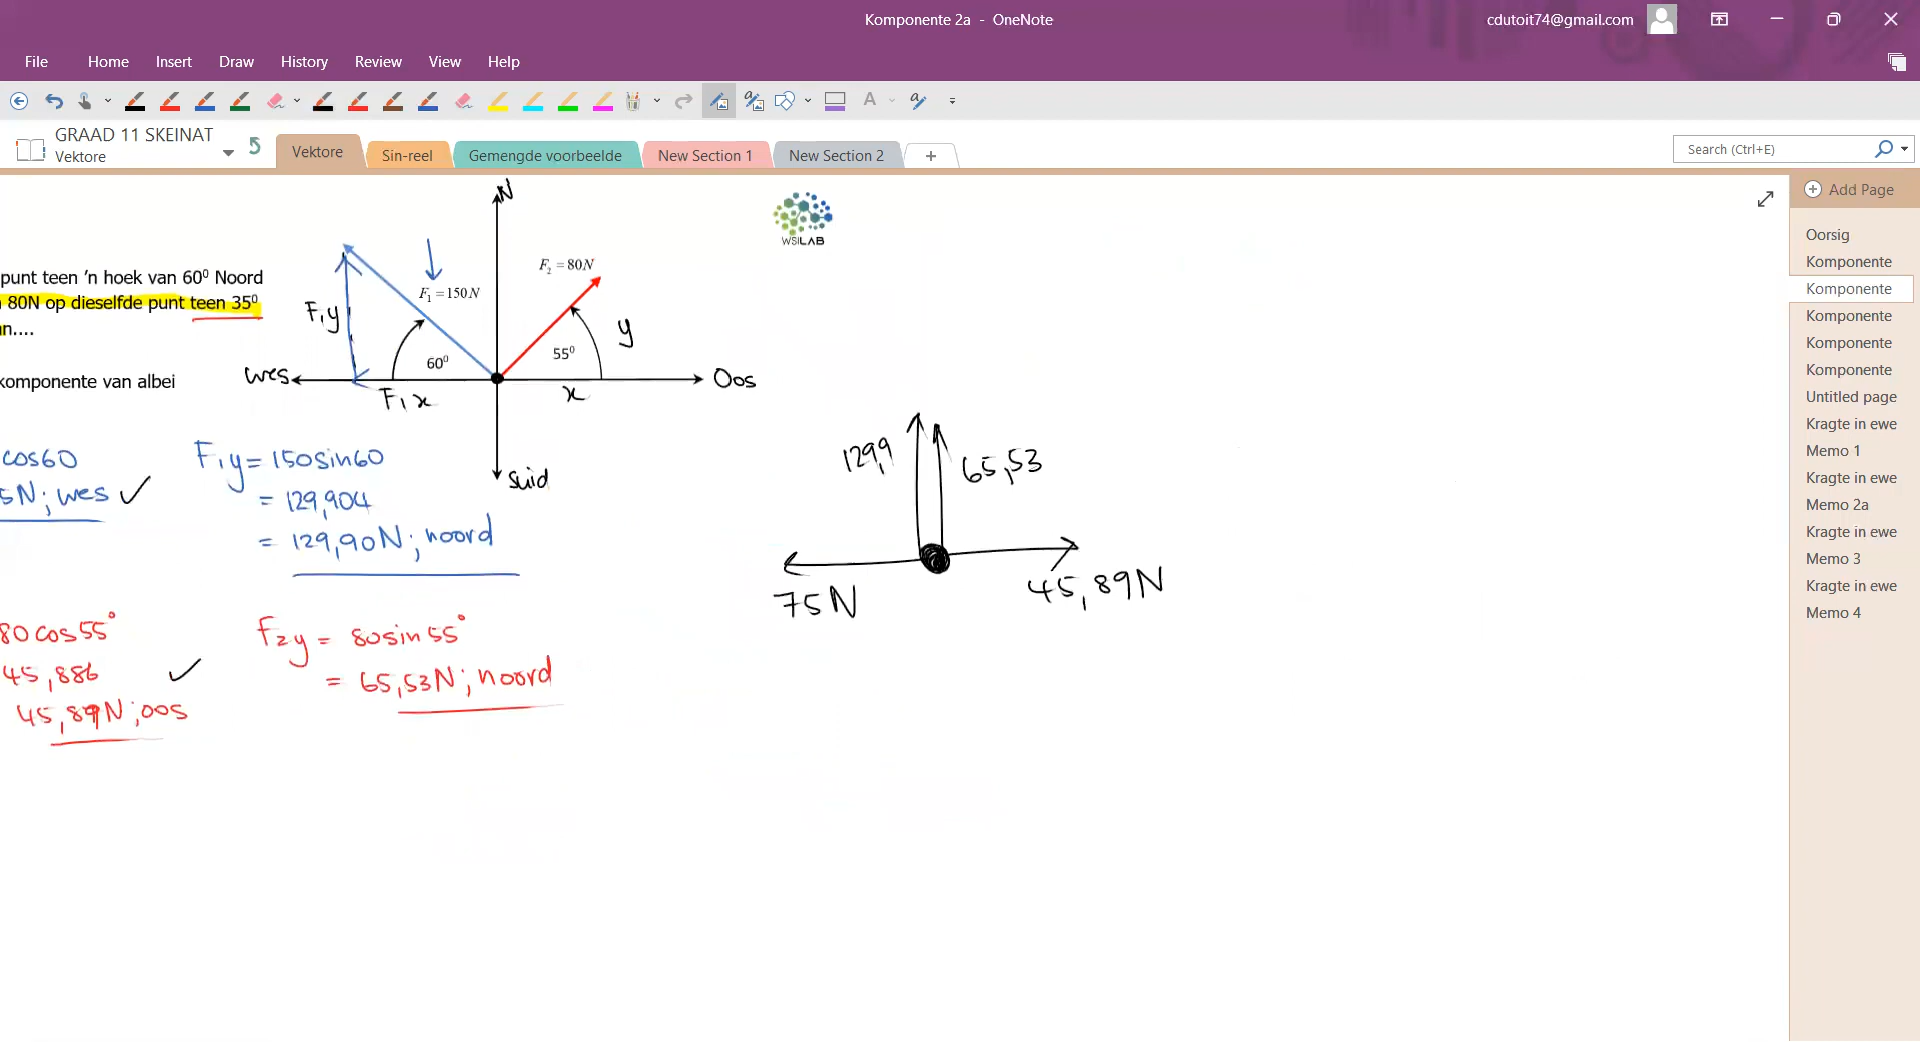 Komponente 2a - OneNote
cdutoit74@gmail.com
File Home Insert Draw History Review View Help
GRAAD 11 SKEINAT
Vektore
Vektore Sin-reel Gemengde voorbeelde New Section 1 New Section 2 +
Search (Ctrl+E)
Add Page
Oorsig
Komponente
Komponente
Komponente
Komponente
Komponente
Untitled page
Kragte in ewe
Memo 1
Kragte in ewe
Memo 2a
Kragte in ewe
Memo 3
Kragte in ewe
Memo 4
punt teen 'n hoek van 60⁰ Noord
80N op dieselfde punt teen 35⁰
an....
komponente van albei
N
F₂ = 80N
F₁ = 150N
F₁y
y
60⁰
55⁰
Wes
Oos
F₁x
x
Suid
WSILAB
cos60
5N; wes ✓
F₁y = 150sin60
= 129,904
= 129,90N; noord
80cos55°
45,886 ✓
45,89N; oos
F₂y = 80sin55°
= 65,53N; noord
129,9
65,53
75N
45,89N